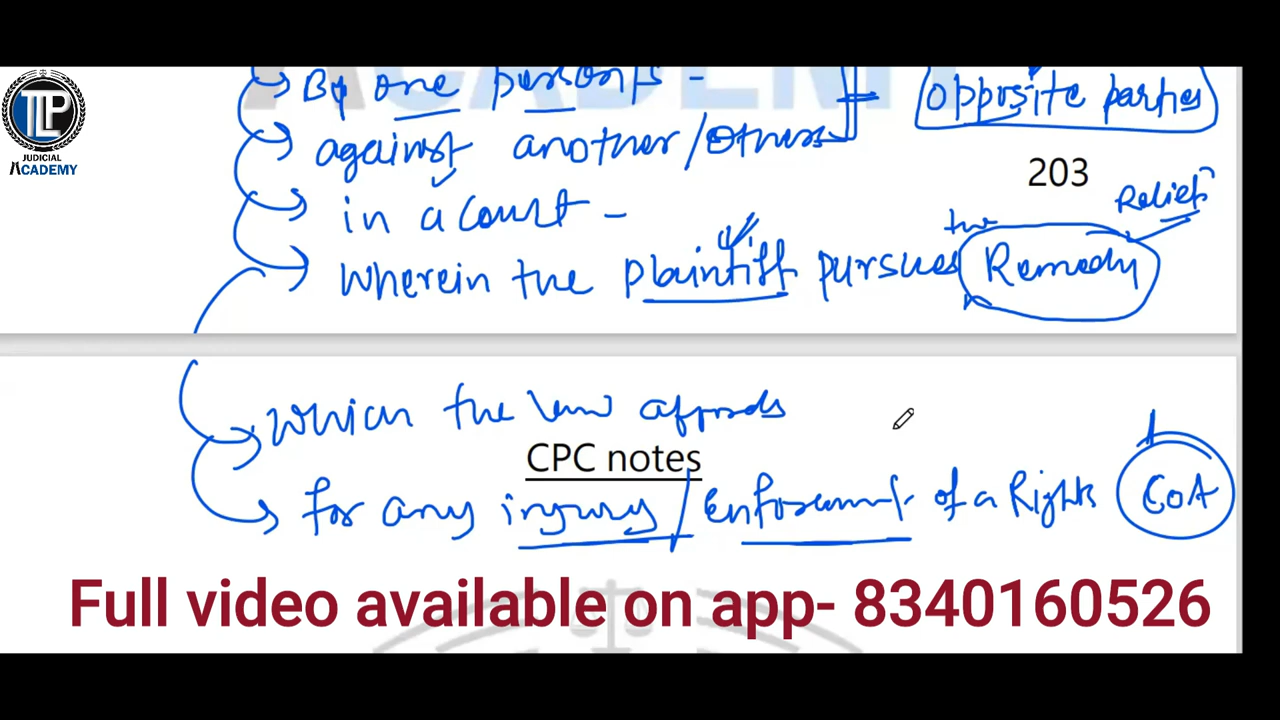 ACADEM
TLP
JUDICIAL
ACADEMY
By one person/s -
opposite parties
against another/others
203
in a court -
Relief
the
wherein the plaintiff pursues Remedy
which the law affords
CPC notes
for any injury/enforcement of a Rights CoA
Full video available on app- 8340160526